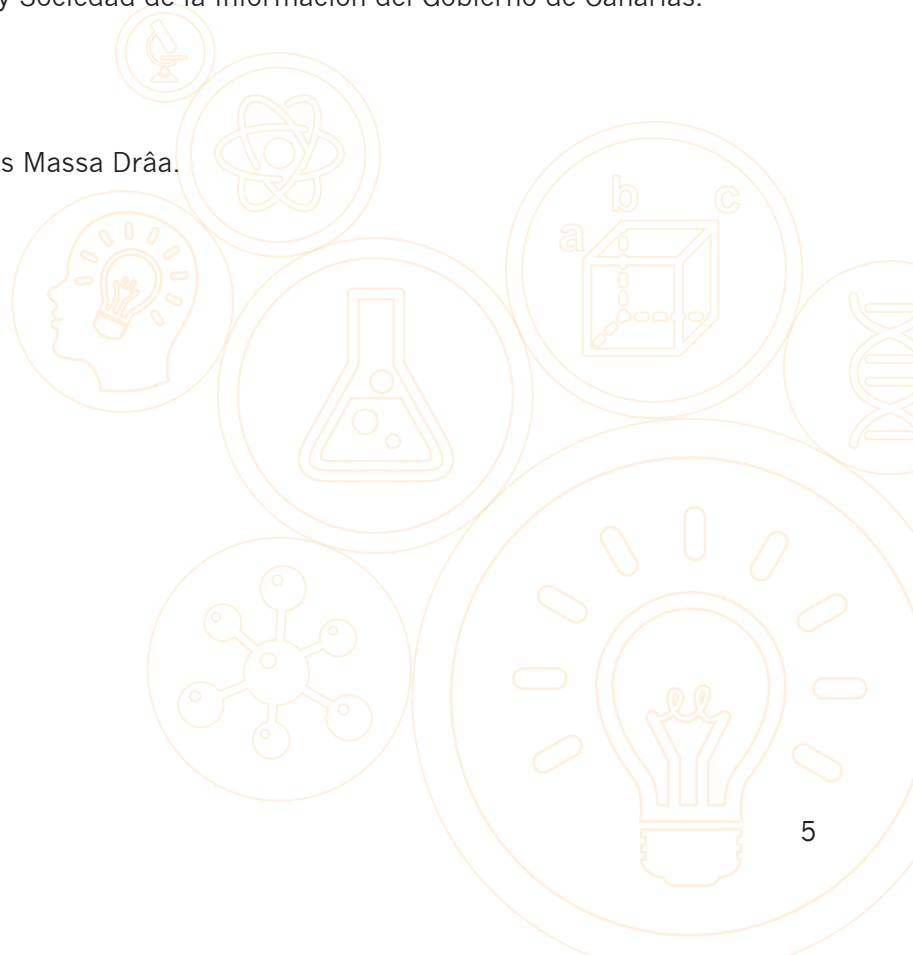 y Sociedad de la Información del Gobierno de Canarias.
s Massa Drâa.
b
c
a
5